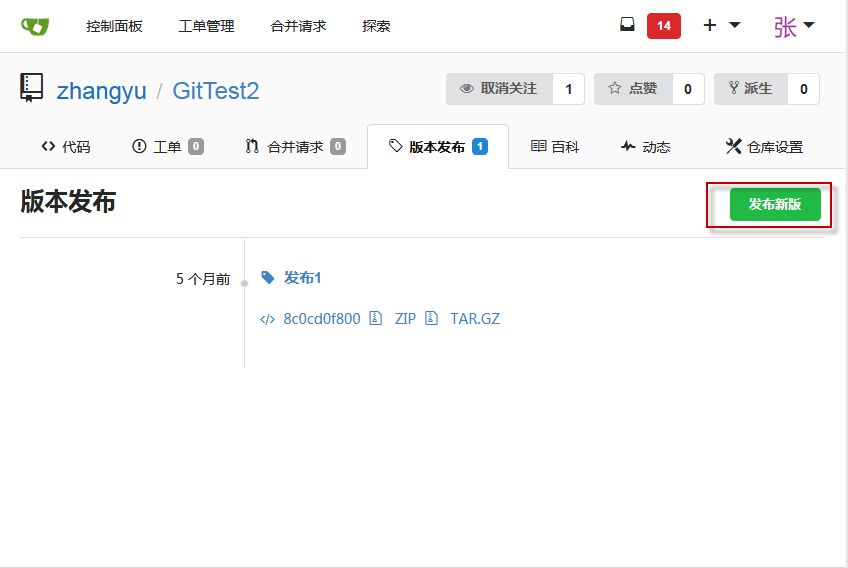 控制面板 工单管理 合并请求 探索 14 张
zhangyu / GitTest2 取消关注 1 点赞 0 派生 0
代码 工单 0 合并请求 0 版本发布 1 百科 动态 仓库设置
版本发布 发布新版
5 个月前 发布1
8c0cd0f800 ZIP TAR.GZ